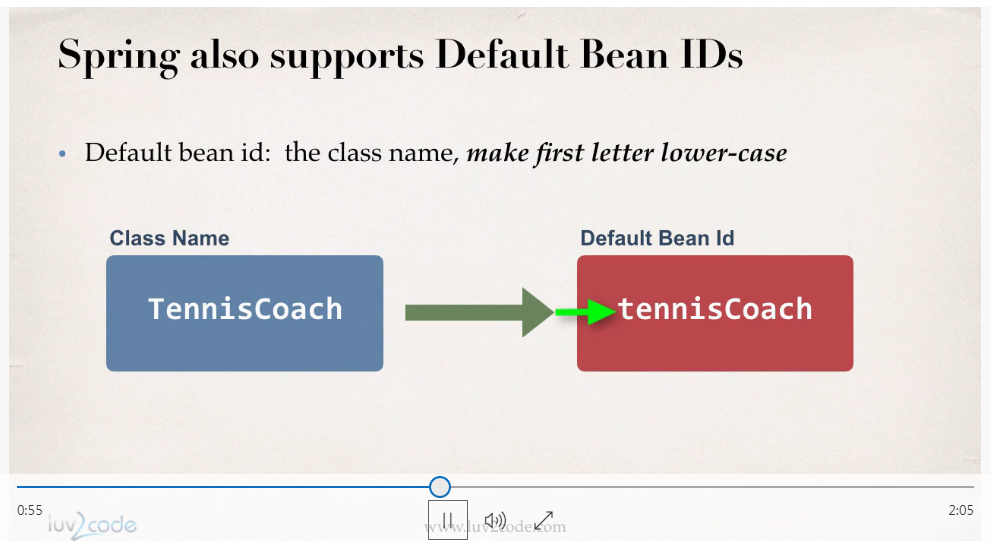 Spring also supports Default Bean IDs
• Default bean id: the class name, make first letter lower-case
Class Name
Default Bean Id
TennisCoach
tennisCoach
0:55
2:05
luv2code
www.luv2code.com